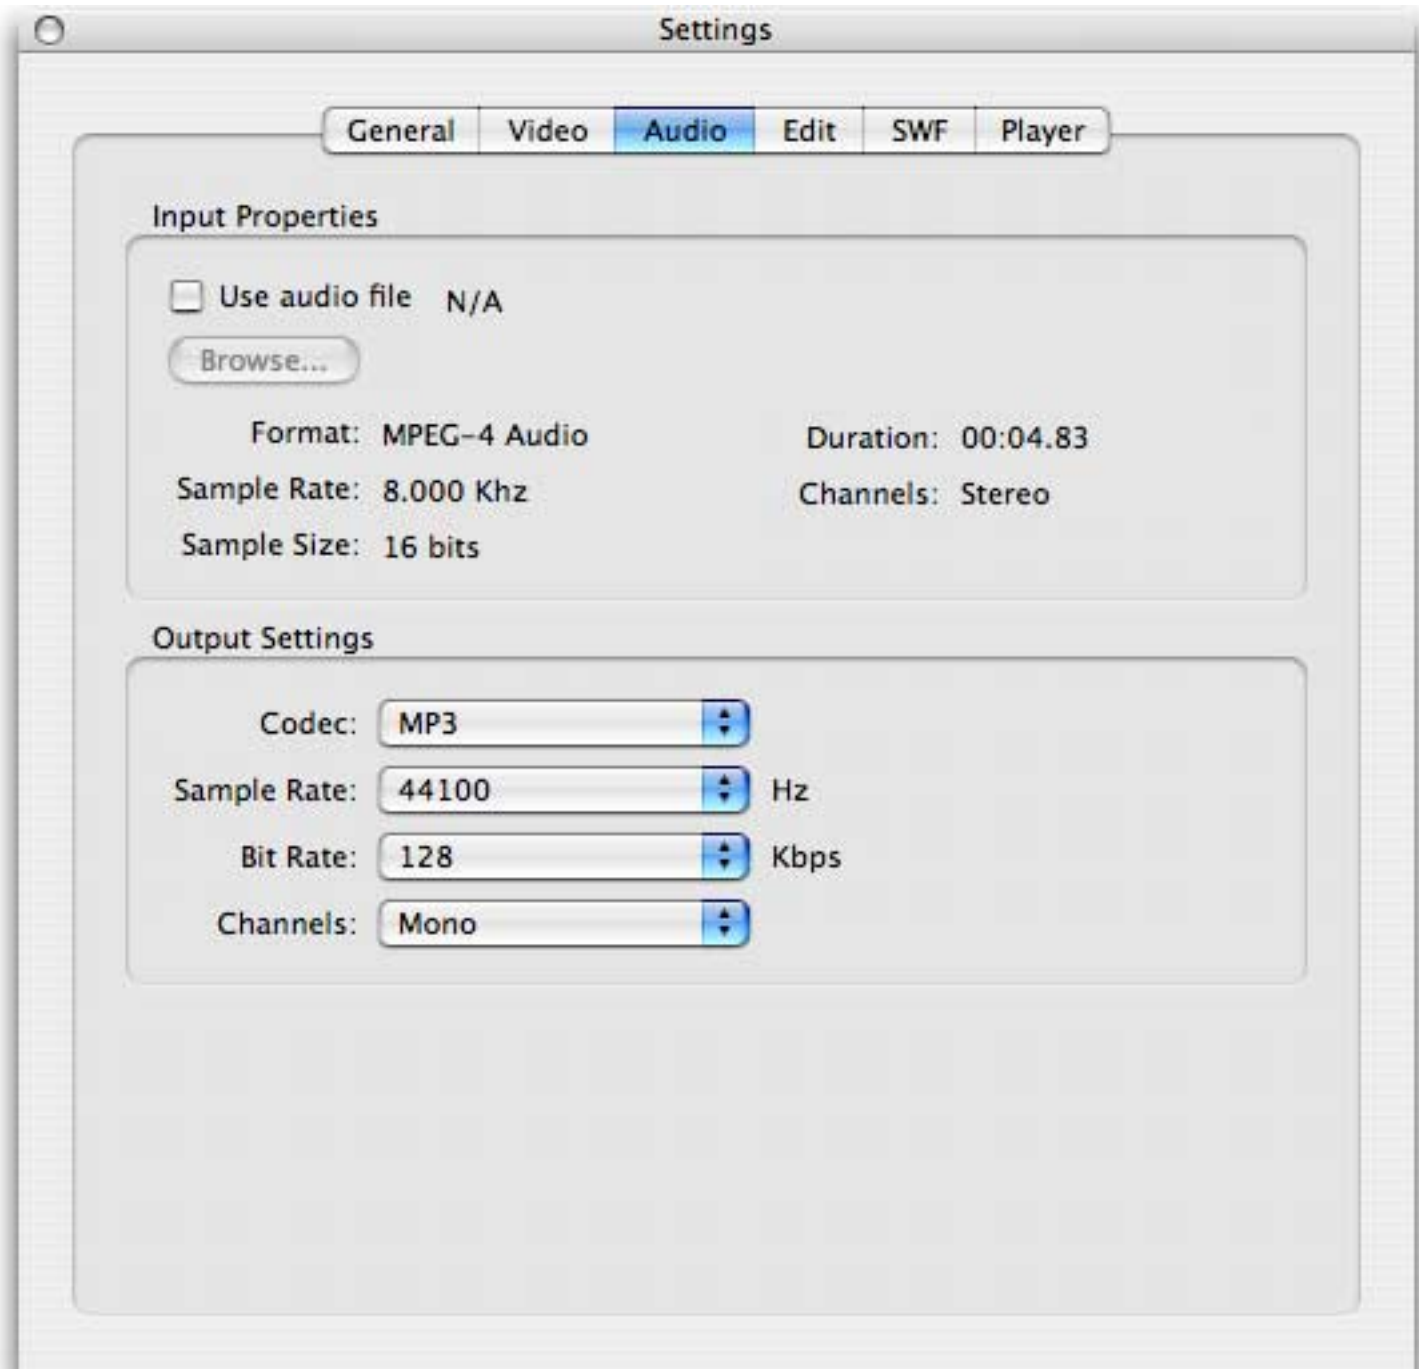 Settings
General Video Audio Edit SWF Player
Input Properties
Use audio file N/A
Browse...
Format: MPEG-4 Audio Duration: 00:04.83
Sample Rate: 8.000 Khz Channels: Stereo
Sample Size: 16 bits
Output Settings
Codec: MP3
Sample Rate: 44100 Hz
Bit Rate: 128 Kbps
Channels: Mono